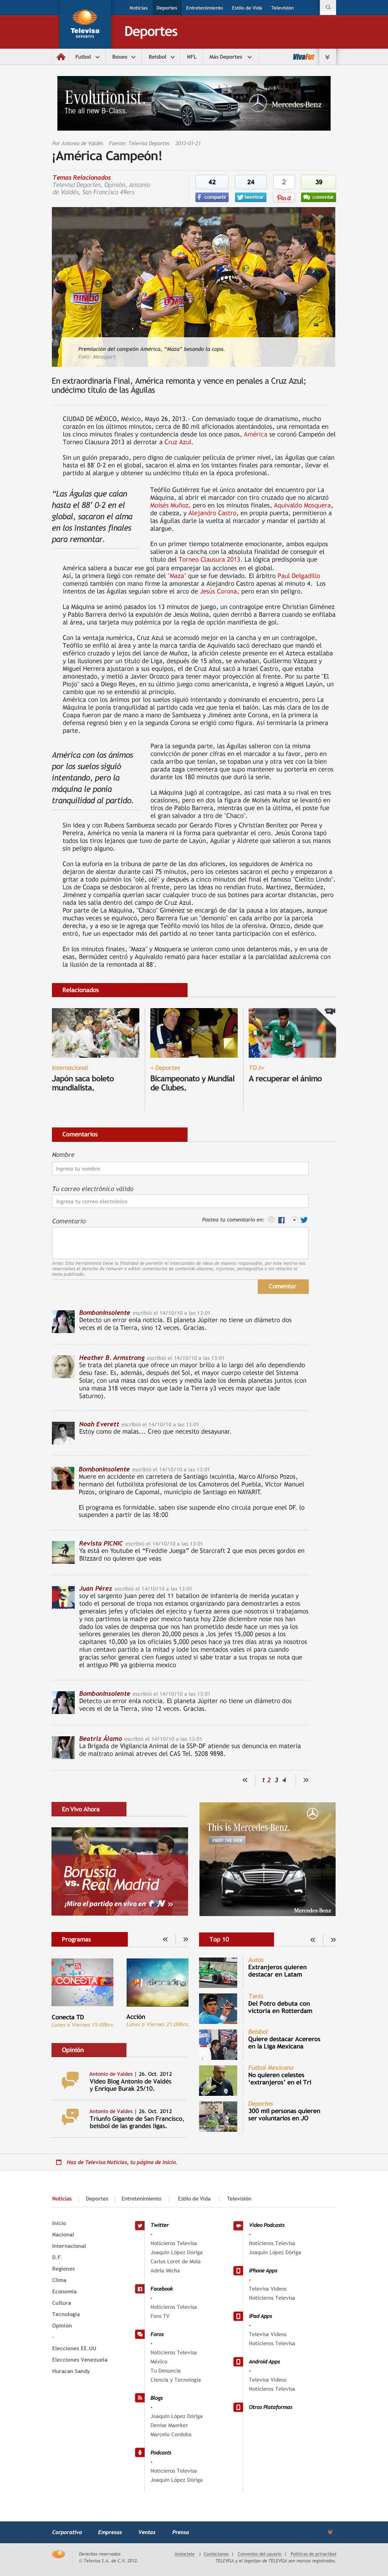 Noticias Deportes Entretenimiento Estilo de Vida Televisión
Televisa
DEPORTES
Deportes
Futbol Boxeo Beisbol NFL Más Deportes VivaFut
Evolutionist.
The all new B-Class.
Mercedes-Benz
Por Antonio de Valdés Fuente: Televisa Deportes 2013-01-21
¡América Campeón!
Temas Relacionados
Televisa Deportes, Opinión, Antonio
de Valdés, San Francisco 49ers
42 24 2 39
compartir twwitear Pin it comentar
Premiación del campeón América, “Maza” besando la copa.
Foto: Mexsport
En extraordinaria Final, América remonta y vence en penales a Cruz Azul;
undécimo título de las Águilas
CIUDAD DE MÉXICO, México, Mayo 26, 2013.- Con demasiado toque de dramatismo, mucho
corazón en los últimos minutos, cerca de 80 mil aficionados abarrotados, una remontada en
los cinco minutos finales y contundencia desde los once pasos, América se coronó Campeón del
Torneo Clausura 2013 al derrotar a Cruz Azul.
Sin un guión preparado, pero digno de cualquier película de primer nivel, las Águilas de caían
hasta el 88' 0-2 en el global, sacaron el alma en los instantes finales para remontar, llevar el
partido al alargue y obtener su undécimo título en la época profesional.
“Las Águilas que caían
hasta el 88’ 0-2 en el
global, sacaron el alma
en los instantes finales
para remontar.
Teófilo Gutiérrez fue el único anotador del encuentro por La
Máquina, al abrir el marcador con tiro cruzado que no alcanzó
Moisés Muñoz, pero en los minutos finales, Aquivaldo Mosquera,
de cabeza, y Alejandro Castro, en propia puerta, permitieron a
las Águilas darle la vuelta al marcador y mandar el partido al
alargue.
En un primer tiempo totalmente emocionante, ambos equipos
salieron a la cancha con la absoluta finalidad de conseguir el
título del Torneo Clausura 2013. La lógica predisponía que
América saliera a buscar ese gol para emparejar las acciones en el global.
Así, la primera llegó con remate del "Maza" que se fue desviado. El árbitro Paul Delgadillo
comenzó también con mano firme la amonestar a Alejandro Castro apenas al minuto 4. Los
intentos de las Águilas seguían sobre el arco de Jesús Corona, pero eran sin peligro.
La Máquina se animó pasados los 13 minutos de juego, un contragolpe entre Christian Giménez
y Pablo Barrera derivó la expulsión de Jesús Molina, quien derribó a Barrera cuando se enfilaba
al área, una tarjeta muy polémica por la regla de último hombre que decretaría gol.
Con la ventaja numérica, Cruz Azul se adelantó al minuto 20 de juego y en un contragolpe,
Teófilo se enfiló al área y ante la marca tardía de Aquivaldo sacó derechazo que mandó el
esférico cruzado y lejos del lance de Muñoz, la afición celeste enloqueció en el Azteca estallaba
las ilusiones por un título de Liga, después de 15 años, se avivaban, Guillermo Vázquez y
Miguel Herrera ajustaban sus equipos, el de Cruz Azul sacó a Israel Castro, que estaba
amonestado, y metió a Javier Orozco para tener mayor proyección al frente. Por su parte "El
Piojo" sacó a Diego Reyes, en su último juego como americanista, e ingresó a Miguel Layún, un
cambio que no se entendió al principio.
América con los ánimos por los suelos siguió intentando y dominando en el terreno, pero La
Máquina le ponía tranquilidad al partido y venía una bien planeada estrategia al contragolpe.
Coapa se fueron de mano a mano de Sambueza y Jiménez ante Corona, en la primera la
defensa regresó bien y en la otra intervino Corona de forma magnífica. Así terminaría la primera
parte.
América con los ánimos
por los suelos siguió
intentando, pero la
máquina le ponía
tranquilidad al partido.
Para la segunda parte, las Águilas salieron con la misma
convicción de poner cifras en el marcador a su favor, pero en
cada arribo que tenían, se topaban una y otra vez con la buen
parada zaga cementera que mantener su portería en ceros
durante los 180 minutos que duró la serie.
La Máquina jugó al contragolpe, así casi mata a su rival en tres
ocasiones, pero en dos la figura de Moisés Muñoz se levantó en
las escapadas de Pablo Barrera, mientras que en la última, no le
el gran salvador a tiro de "Chaco".
Sin idea y con Rubens Sambueza secado por Gerardo Flores y Christian Benítez por Perea y
Pereira, América no venía la manera ni la forma para igualar el cero. Jesús Corona tapó
todos los tiros lejanos que tuvo de parte de Layún, Aguilar y Aldrete que salieron a sus manos
sin peligro alguno.
Con la euforia en la tribuna de parte de los dos aficiones, los segundones de América no
dejaron de alentar durante casi 75 minutos, pero los celestes sacaron el pecho y empezaron a
gritar a todo pulmón los "olé, olé" y después a cinco minutos del final el famoso "Cielito Lindo".
Los de Coapa se desbocaron al frente, pero las ideas no rendían fruto. Martínez, Bermúdez,
Jiménez y compañía salían de cualquier truco de sus botines para acortar distancias, pero
nada salía dentro del campo de Cruz Azul.
Por parte de La Máquina, "Chaco" Giménez se encargó de dar la pausa a los ataques, aunque
muchas veces se equivocó, pero Barrera fue un "demonio" en cada arribo por la parcela
derecha, y a eso se le agrega que Teófilo movió los hilos de la ofensiva. Orozco, desde que
entró, fue un espectador más del partido al no tener tanta participación con el esférico.
En los minutos finales, "Maza" y Mosquera se unieron como unos delanteros más, y en una
de esas, Bermúdez centró y Aquivaldo remató para hacer estallar a la parcialidad azulcrema con
la ilusión de la remontada al 88'.
Relacionados
Internacional
Japón saca boleto
mundialista.
+ Deportes
Bicampeonato y Mundial
de Clubes.
TD.tv
A recuperar el ánimo
Comentarios
Nombre
Ingresa tu nombre
Tu correo electrónico válido
Ingresa tu correo electrónico
Comentario
Postea tu comentario en:
Aviso: Esta herramienta tiene la finalidad de permitir el intercambio de ideas de manera responsable, por este motivo nos
reservamos el derecho de remover o editar comentarios de contenido obsceno, injurioso, pornográfico o sin relación al
tema publicado.
Comentar
BombonInsolente escribió el 14/10/10 a las 13:01
Detecto un error enla noticia. El planeta Júpiter no tiene un diámetro dos
veces el de la Tierra, sino 12 veces. Gracias.
Heather B. Armstrong escribió el 14/10/10 a las 13:01
Se trata del planeta que ofrece un mayor brillo a lo largo del año dependiendo
desu fase. Es, además, después del Sol, el mayor cuerpo celeste del Sistema
Solar, con una masa casi dos veces y media los demás planetas juntos (con
una masa 318 veces mayor que lade la Tierra y3 veces mayor que lade
Saturno).
Noah Everett escribió el 14/10/10 a las 13:01
Estoy como de malas... Creo que necesito desayunar.
BombonInsolente escribió el 14/10/10 a las 13:01
Muere en accidente en carretera de Santiago Ixcuintla, Marco Alfonso Pozos,
hermano del futbolista profesional de los Camoteros del Puebla, Victor Manuel
Pozos, originario de Capomal, municipio de Santiago en NAYARIT.
El programa es formidable. saben sise suspende elno circula porque enel DF. lo
suspenden a partir de las 18:00
Revista PICNIC escribió el 14/10/10 a las 13:01
Ya está en Youtube el “Freddie Juega” de Starcraft 2 que esos peces gordos en
Blizzard no quieren que veas
Juan Pérez escribió el 14/10/10 a las 13:01
soy el sargento juan perez del 11 batallon de infanteria de merida yucatan y
todo el personal de tropa no estamos desmoralizados porque emborrachan a estos
generales jefes y oficiales del ejercito y fuerza aerea que nosotros si trabajamos
y nos partimos la madre por mexico hasta hoy 22de diciembre de este mes no nos
han subido nuestro sueldo y desde hace un mes de marzo pasado ya se les subio
señores generales les dieron 20,000 pesos a ,los jefes 15,000 pesos a los
capitanes 10,000 ya los oficiales 5,000 pesos hace ya tres dias ya nosotros
niun centavo partido a la mitad y lode combate a drogas es puras mentiras
gracias señor lencero siga mamando y todos sus subordinados a esta tropa se nota que
el antiguo PRI ya gobierna mexico
BombonInsolente escribió el 14/10/10 a las 13:01
Detecto un error enla noticia. El planeta Júpiter no tiene un diámetro dos
veces el de la Tierra, sino 12 veces. Gracias.
Beatriz Álamo escribió el 14/10/10 a las 13:01
La Brigada de Vigilancia Animal de la SSP-DF atiende sus denuncia en materia
de maltrato animal atreves del CAS Tel. 5208 9898.
« 1 2 3 4 »
En Vivo Ahora
Borussia
vs. Real Madrid
¡Mira el partido en vivo en TDN »
This is Mercedes-Benz.
ENJOY THE VIEW
Mercedes-Benz
Programas « »
CONECTA
Conecta TD
Lunes a Viernes 15:00hrs.
Acción
Lunes a Viernes 21:00hrs.
Opinión
Antonio de Valdes | 26. Oct. 2012
Video Blog Antonio de Valdés
y Enrique Burak 25/10.
Antonio de Valdes | 26. Oct. 2012
Triunfo Gigante de San Francisco,
beisbol de las grandes ligas.
Top 10 « »
Autos
Extranjeros quieren
destacar en Latam
Tenis
Del Potro debuta con
victoria en Rotterdam
Beisbol
Quiere destacar Acereros
en la Liga Mexicana
Futbol Mexicano
No quieren celestes
‘extranjeros’ en el Tri
Deportes
300 mil personas quieren
ser voluntarios en JO
Haz de Televisa Noticias, tu página de inicio.
Noticias Deportes Entretenimiento Estilo de Vida Televisión
Inicio
Nacional
Internacional
D.F.
Regiones
Clima
Economía
Cultura
Tecnología
Opinión
-
Elecciones EE.UU
Elecciones Venezuela
Huracan Sandy
Twitter
-
Noticieros Televisa
Joaquín López Dóriga
Carlos Loret de Mola
Adela Micha
Facebook
-
Noticieros Televisa
Foro TV
Foros
-
Noticieros Televisa
México
Tu Denuncia
Ciencia y Tecnología
Blogs
-
Joaquín López Dóriga
Denise Maerker
Marcelo Cordoba
Podcasts
-
Noticieros Televisa
Joaquín López Dóriga
Video Podcasts
-
Noticieros Televisa
Joaquín López Dóriga
iPhone Apps
-
Televisa Videos
Noticieros Televisa
iPad Apps
-
Televisa Videos
Noticieros Televisa
Android Apps
-
Televisa Videos
Noticieros Televisa
Otras Plataformas
Corporativo Empresas Ventas Prensa
Derechos reservados
© Televisa S.A. de C.V. 2012.
Anúnciate | Contáctanos | Convenios del usuario | Políticas de privacidad
TELEVISA y el logotipo de TELEVISA son marcas registradas.